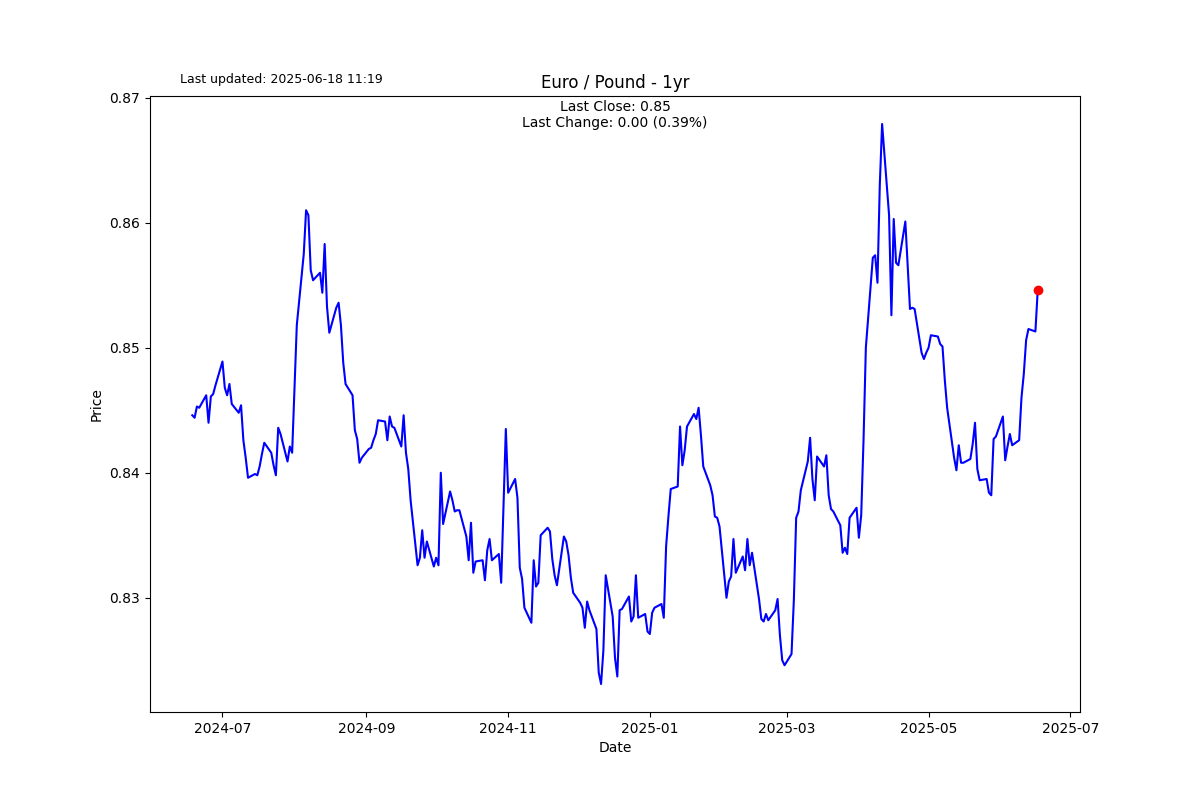 Last updated: 2025-06-18 11:19
Euro / Pound - 1yr
Last Close: 0.85
Last Change: 0.00 (0.39%)
0.87
0.86
0.85
0.84
0.83
Price
2024-07 2024-09 2024-11 2025-01 2025-03 2025-05 2025-07
Date